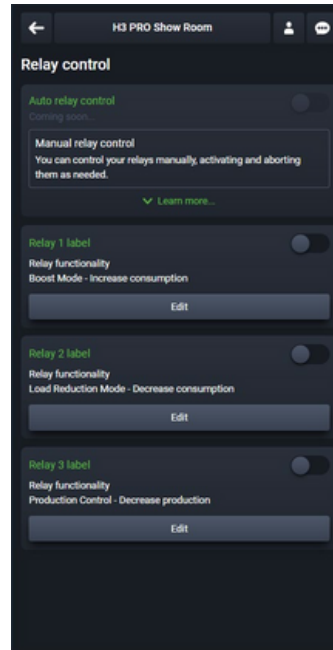 H3 PRO Show Room
Relay control
Auto relay control
Coming soon...
Manual relay control
You can control your relays manually, activating and aborting
them as needed.
Learn more...
Relay 1 label
Relay functionality
Boost Mode - Increase consumption
Edit
Relay 2 label
Relay functionality
Load Reduction Mode - Decrease consumption
Edit
Relay 3 label
Relay functionality
Production Control - Decrease production
Edit